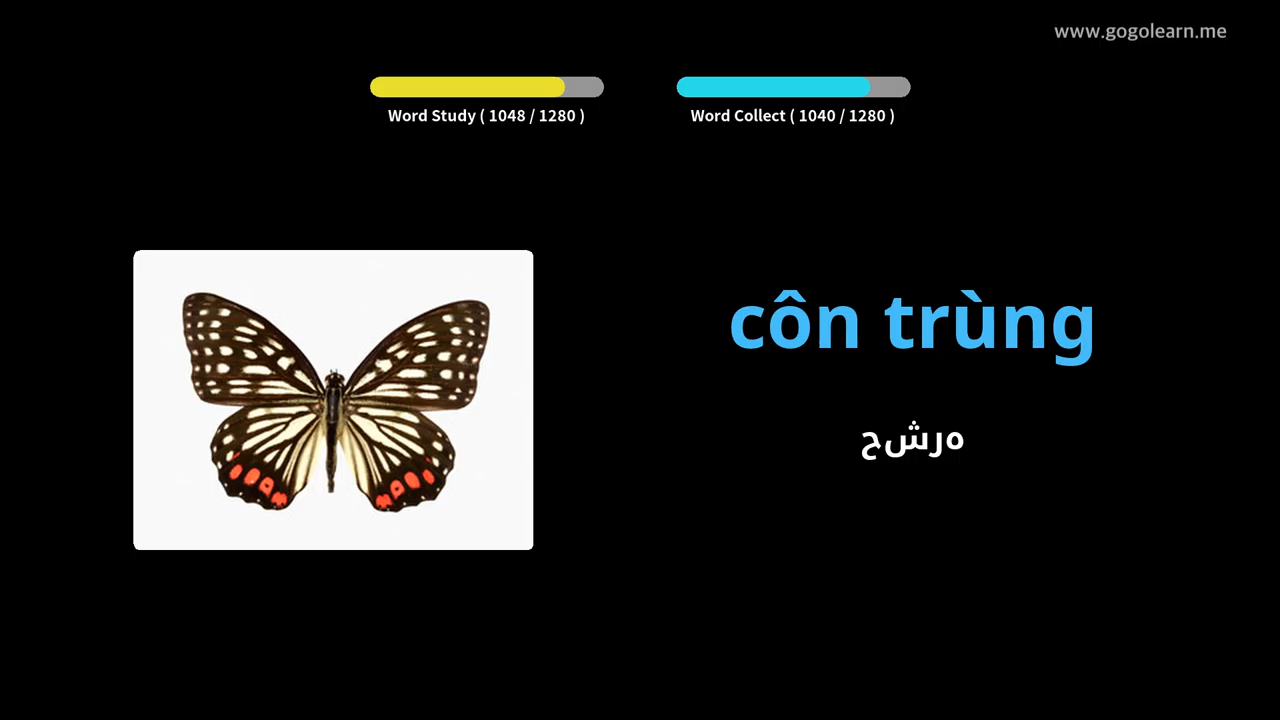 www.gogolearn.me
Word Study ( 1048 / 1280 )
Word Collect ( 1040 / 1280 )
côn trùng
حشره